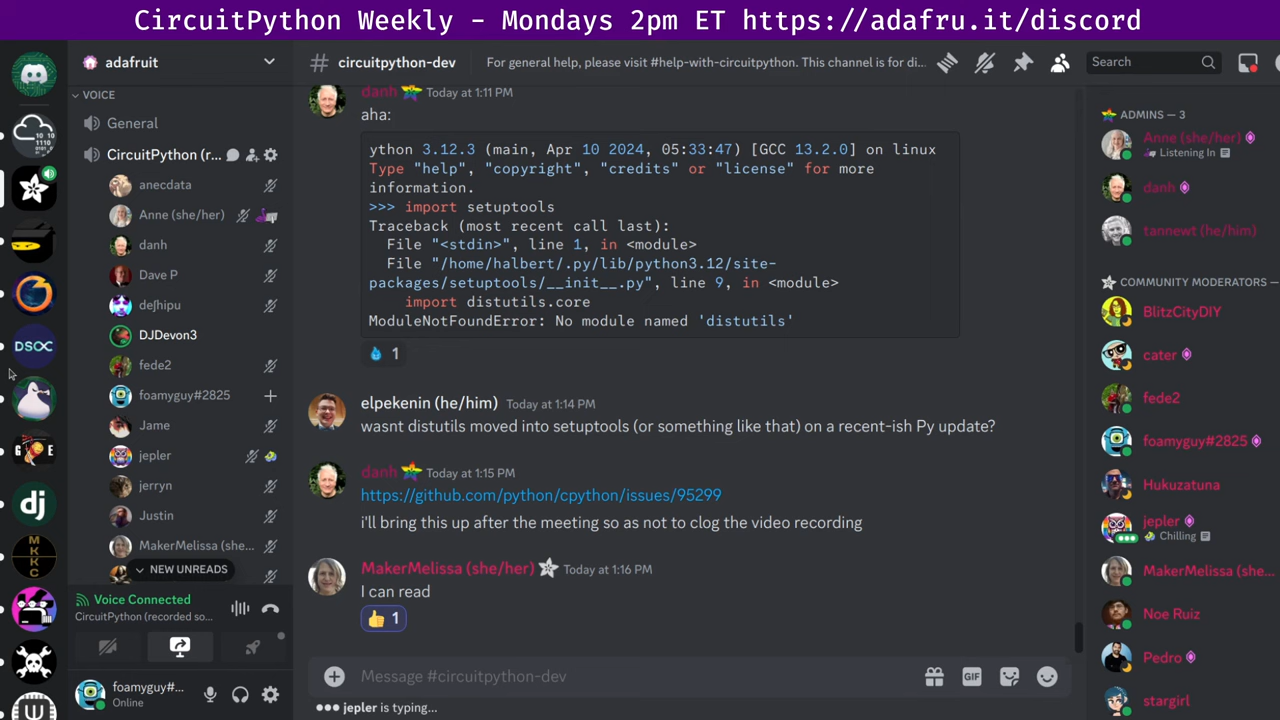 CircuitPython Weekly - Mondays 2pm ET https://adafru.it/discord
adafruit
# circuitpython-dev
For general help, please visit #help-with-circuitpython. This channel is for di...
Search
VOICE
General
CircuitPython (r...
anecdata
Anne (she/her)
danh
Dave P
de∫hipu
DJDevon3
fede2
foamyguy#2825
Jame
jepler
jerryn
Justin
MakerMelissa (she...
NEW UNREADS
Voice Connected
CircuitPython (recorded so...
foamyguy#...
Online
danh Today at 1:11 PM
aha:
ython 3.12.3 (main, Apr 10 2024, 05:33:47) [GCC 13.2.0] on linux
Type "help", "copyright", "credits" or "license" for more
information.
>>> import setuptools
Traceback (most recent call last):
File "<stdin>", line 1, in <module>
File "/home/halbert/.py/lib/python3.12/site-
packages/setuptools/__init__.py", line 9, in <module>
import distutils.core
ModuleNotFoundError: No module named 'distutils'
1
elpekenin (he/him) Today at 1:14 PM
wasnt distutils moved into setuptools (or something like that) on a recent-ish Py update?
danh Today at 1:15 PM
https://github.com/python/cpython/issues/95299
i'll bring this up after the meeting so as not to clog the video recording
MakerMelissa (she/her) Today at 1:16 PM
I can read
1
Message #circuitpython-dev
GIF
jepler is typing...
ADMINS — 3
Anne (she/her)
Listening In
danh
tannewt (he/him)
COMMUNITY MODERATORS —
BlitzCityDIY
cater
fede2
foamyguy#2825
Hukuzatuna
jepler
Chilling
MakerMelissa (she...
Noe Ruiz
Pedro
stargirl
DSOC
dj
MKKC